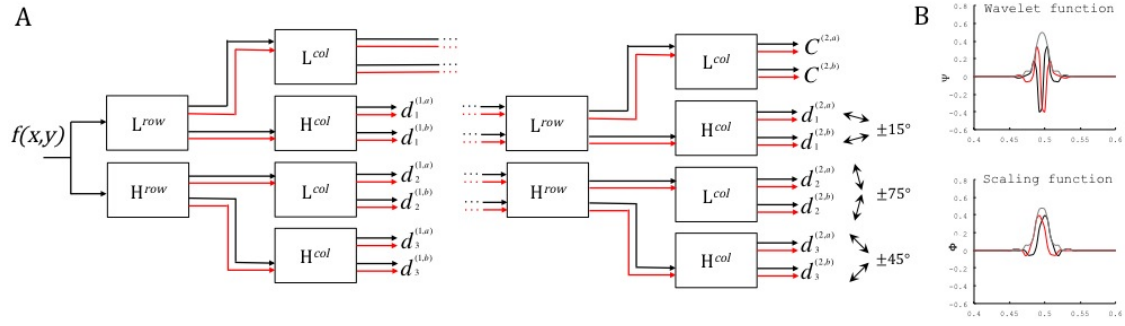 A
f(x,y)
L^row
H^row
L^col
H^col
L^col
H^col
d_1^(1,a)
d_1^(1,b)
d_2^(1,a)
d_2^(1,b)
d_3^(1,a)
d_3^(1,b)
L^row
H^row
L^col
H^col
L^col
H^col
C^(2,a)
C^(2,b)
d_1^(2,a)
d_1^(2,b)
±15°
d_2^(2,a)
d_2^(2,b)
±75°
d_3^(2,a)
d_3^(2,b)
±45°
B
Wavelet function
Ψ
0.8
0.6
0.4
0.2
0
−0.2
−0.4
−0.6
0.4 0.45 0.5 0.55 0.6
Scaling function
Φ
0.8
0.6
0.4
0.2
0
−0.2
−0.4
−0.6
0.4 0.45 0.5 0.55 0.6